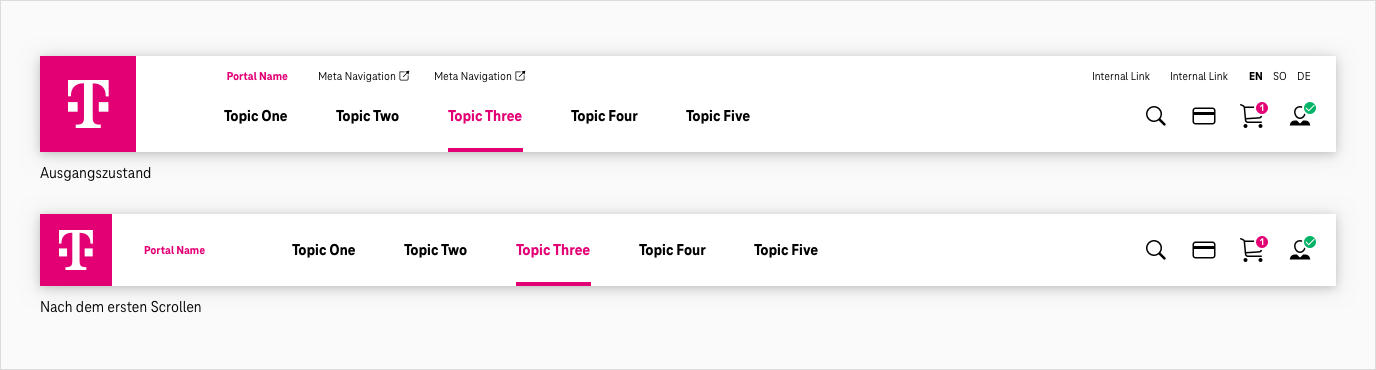 T
Portal Name Meta Navigation Meta Navigation Internal Link Internal Link EN SO DE
Topic One Topic Two Topic Three Topic Four Topic Five 1
Ausgangszustand
T
Portal Name Topic One Topic Two Topic Three Topic Four Topic Five 1
Nach dem ersten Scrollen